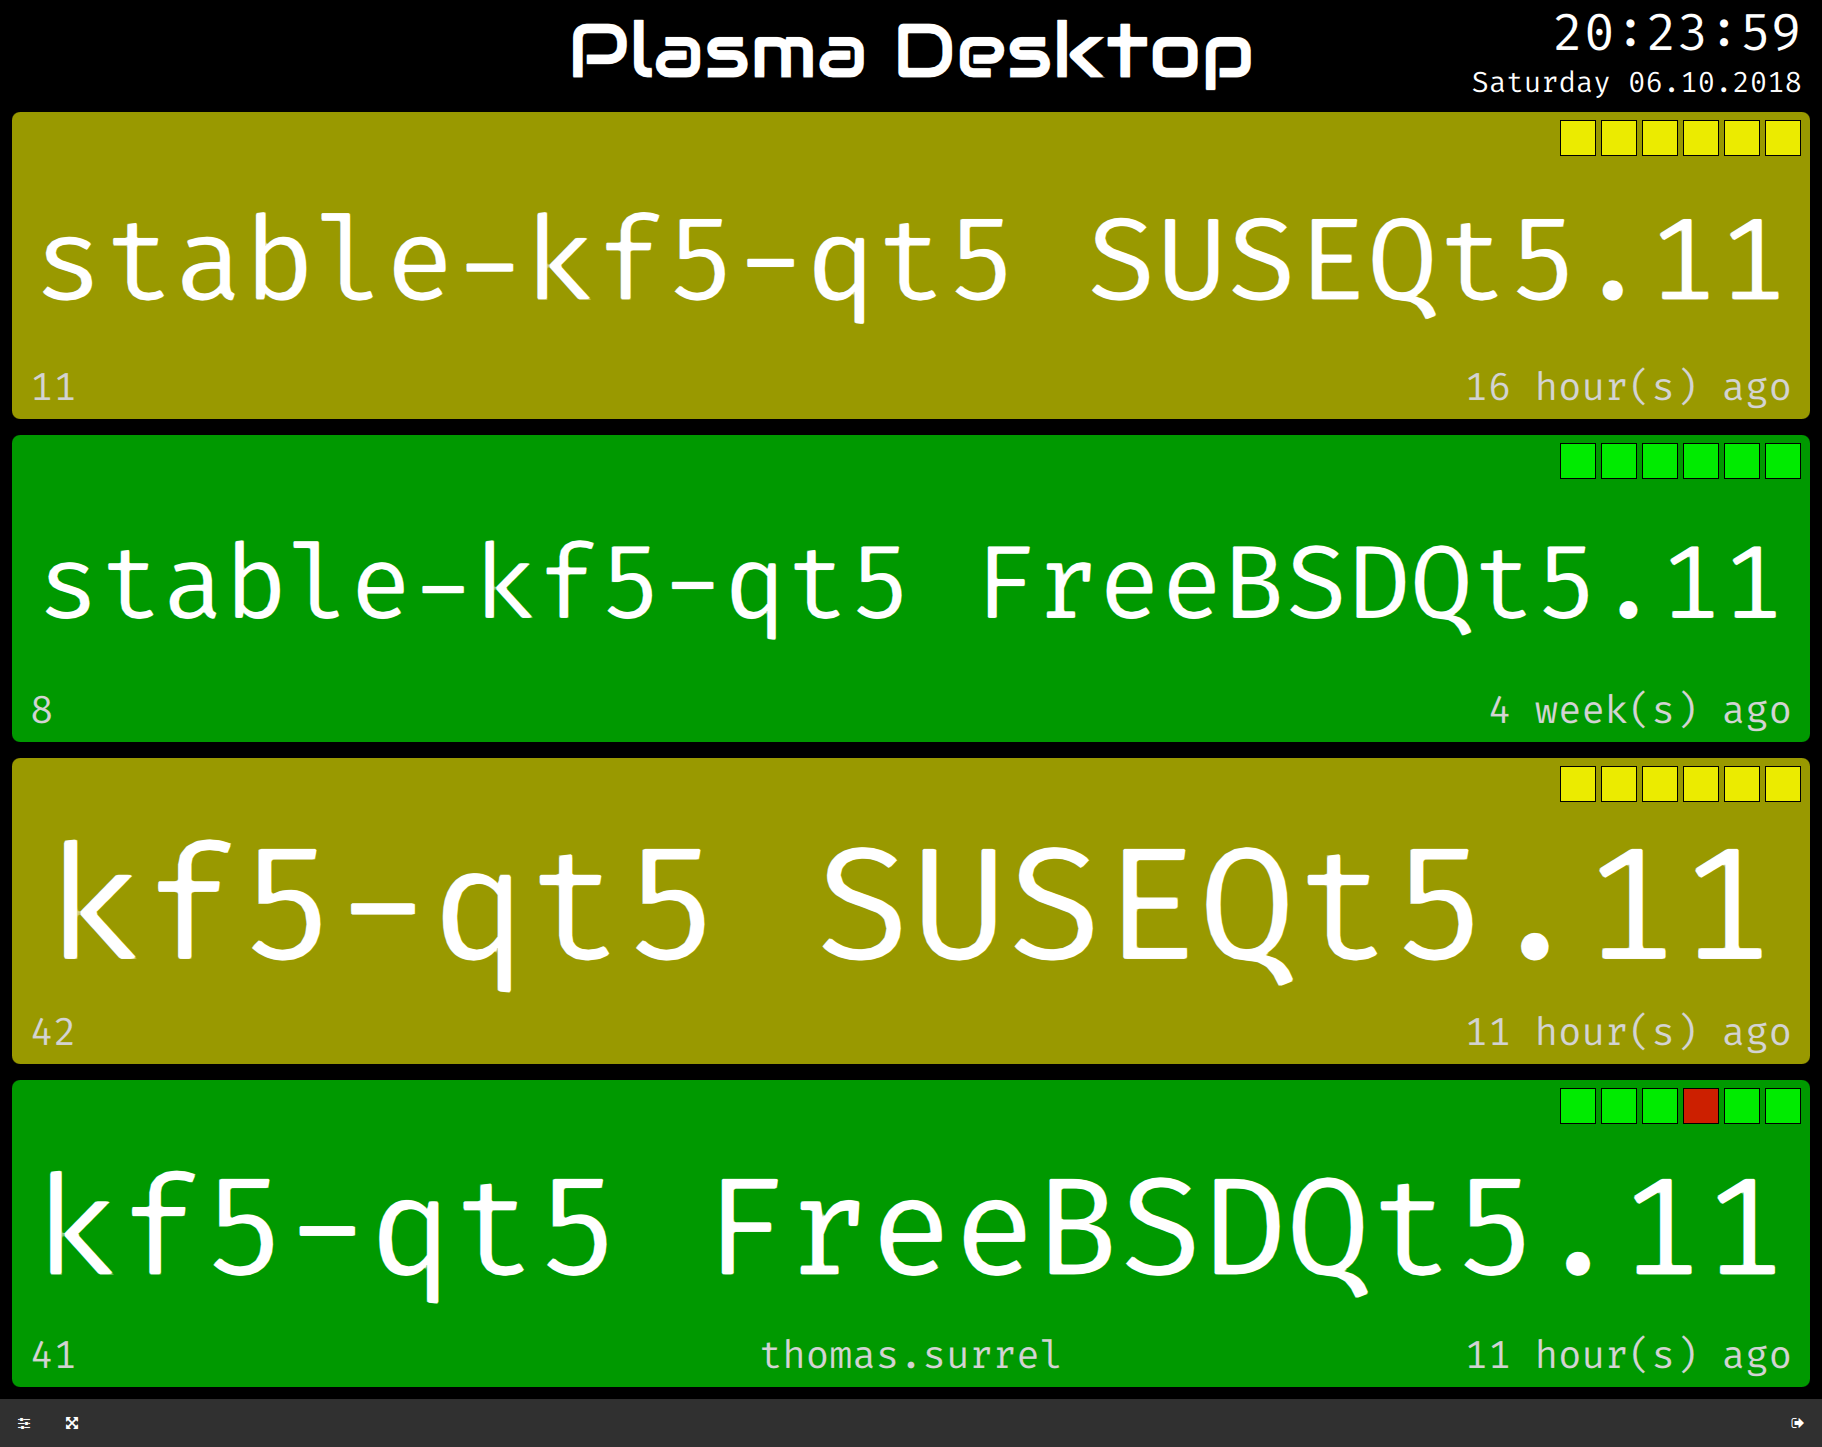 Plasma Desktop
20:23:59
Saturday 06.10.2018
stable-kf5-qt5 SUSEQt5.11
11
16 hour(s) ago
stable-kf5-qt5 FreeBSDQt5.11
8
4 week(s) ago
kf5-qt5 SUSEQt5.11
42
11 hour(s) ago
kf5-qt5 FreeBSDQt5.11
41
thomas.surrel
11 hour(s) ago